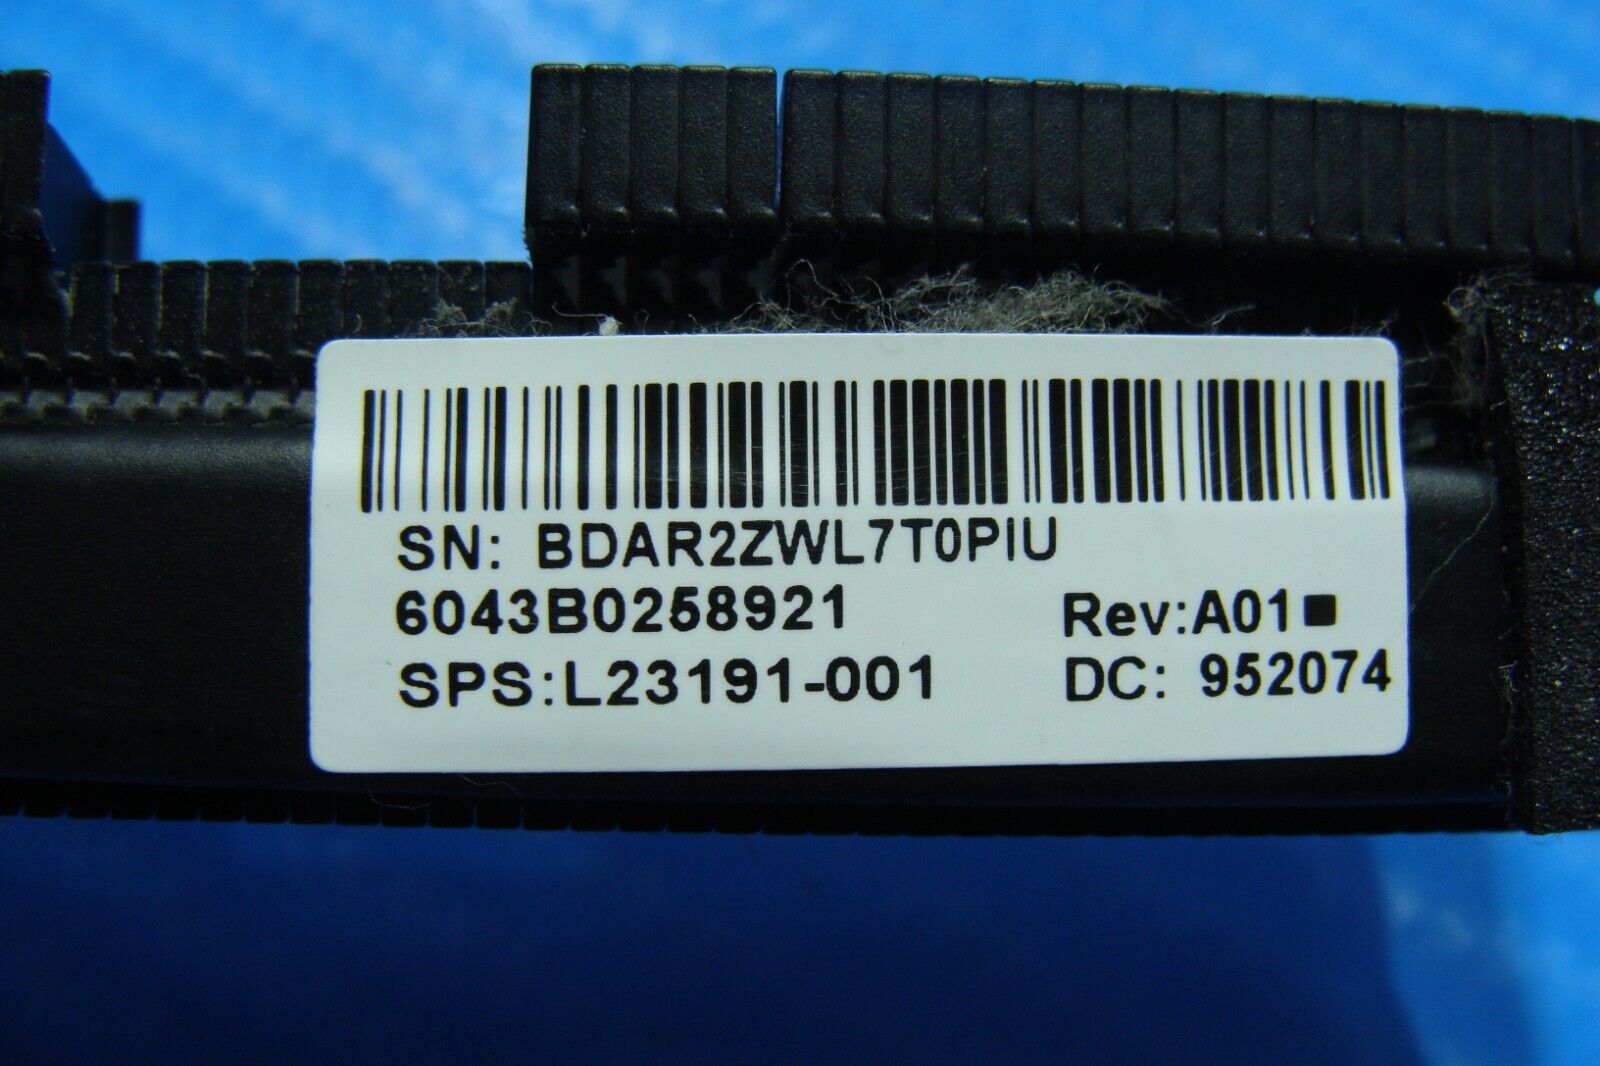 SN: BDAR2ZWL7T0PIU
6043B0258921
Rev:A01■
SPS:L23191-001
DC: 952074